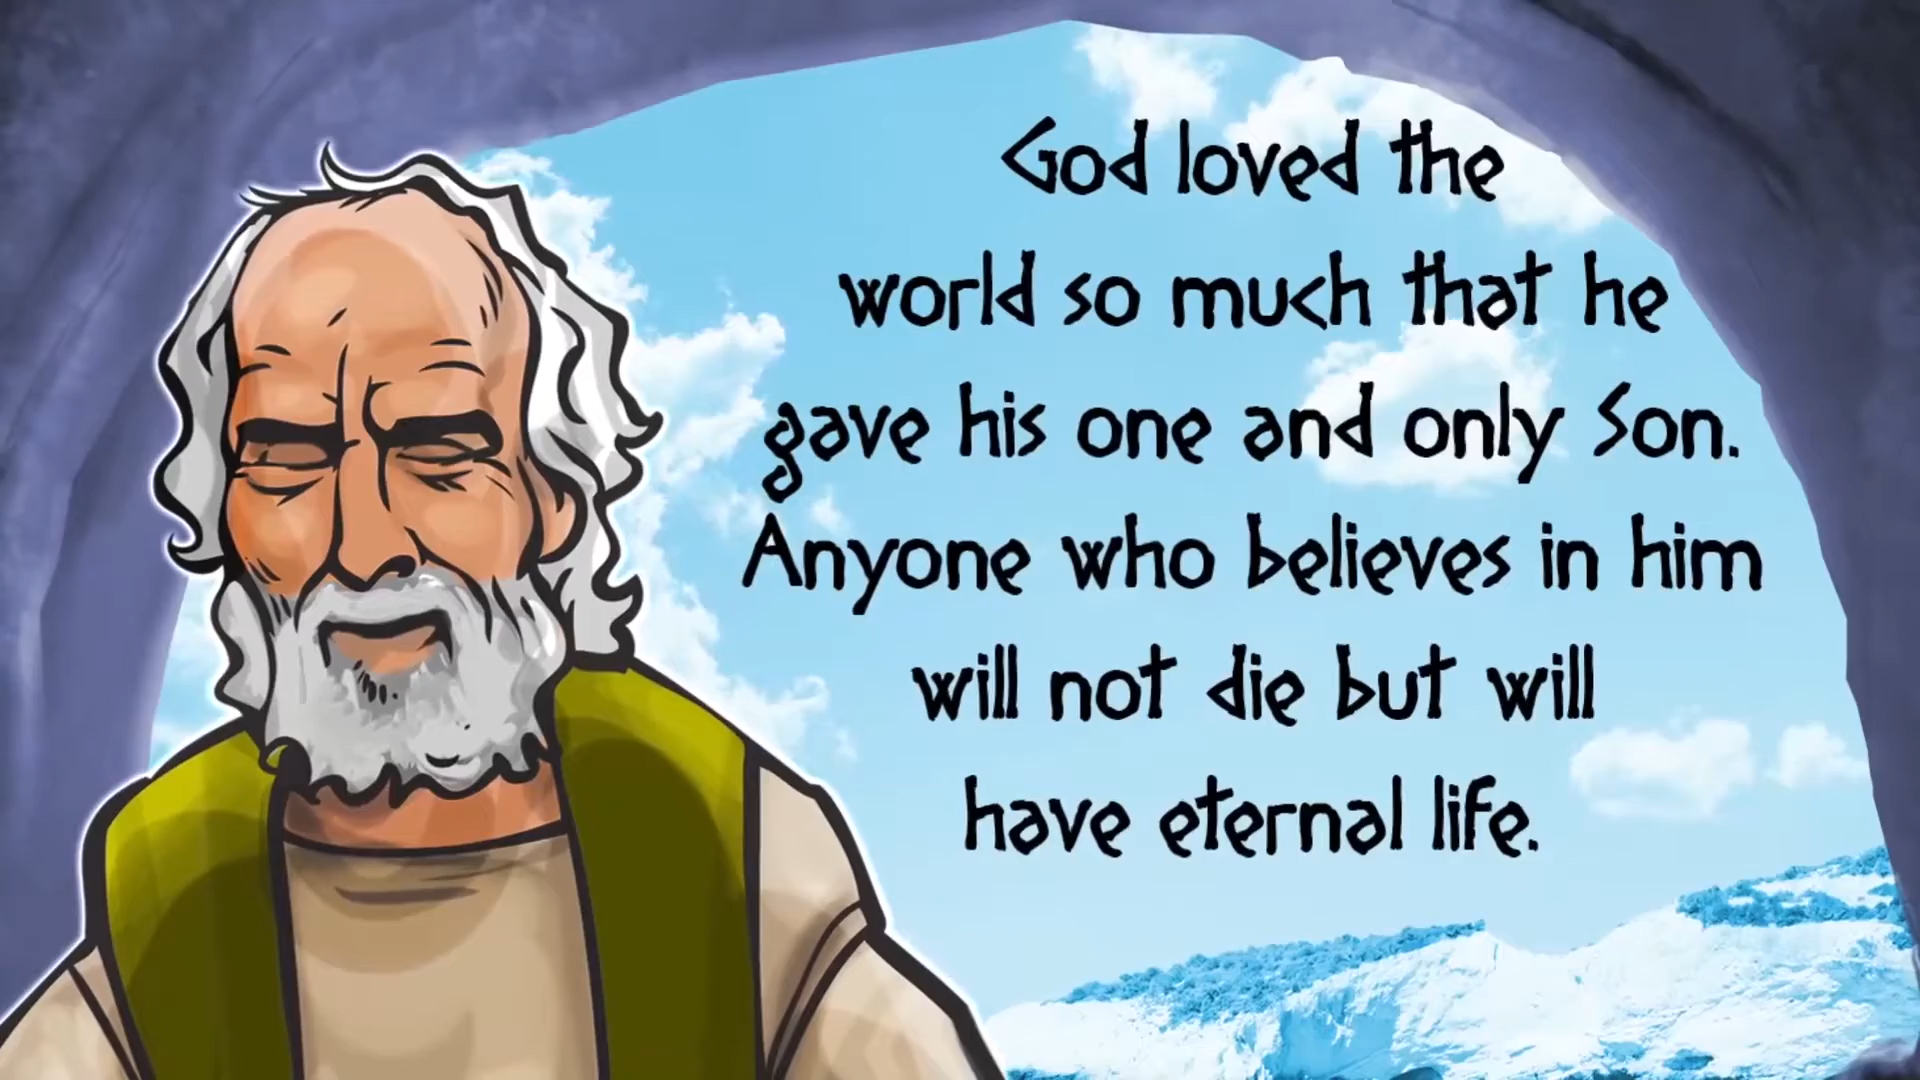 God loved the
world so much that he
gave his one and only Son.
Anyone who believes in him
will not die but will
have eternal life.